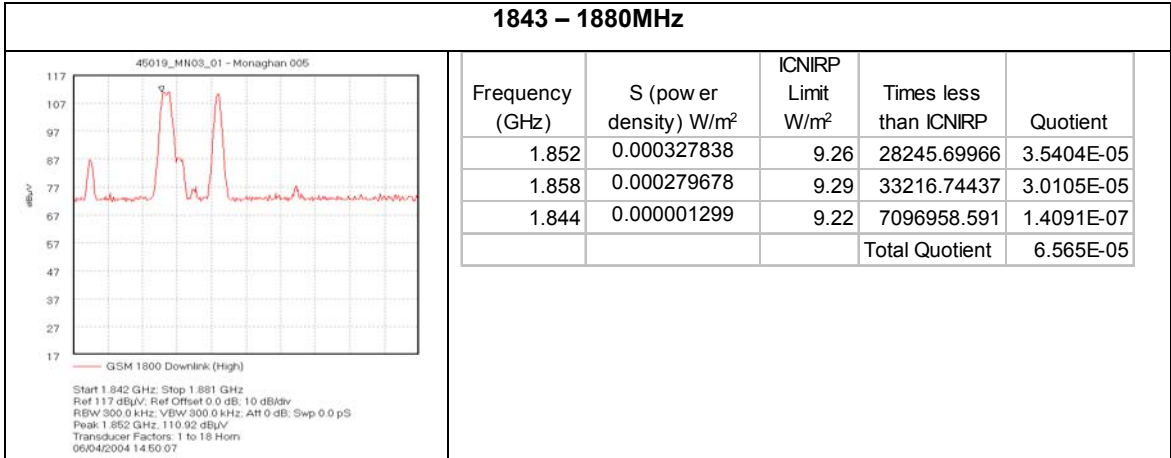 1843 – 1880MHz
45019_MN03_01 - Monaghan 005
117
107
97
87
77
67
57
47
37
27
17
dBµV
GSM 1800 Downlink (High)
Start 1.842 GHz; Stop 1.881 GHz
Ref 117 dBµV; Ref Offset 0.0 dB; 10 dB/div
RBW 300.0 kHz; VBW 300.0 kHz; Att 0 dB; Swp 0.0 pS
Peak 1.852 GHz, 110.92 dBµV
Transducer Factors: 1 to 18 Horn
06/04/2004 14:50:07
Frequency (GHz) S (pow er density) W/m² ICNIRP Limit W/m² Times less than ICNIRP Quotient
1.852 0.000327838 9.26 28245.69966 3.5404E-05
1.858 0.000279678 9.29 33216.74437 3.0105E-05
1.844 0.000001299 9.22 7096958.591 1.4091E-07
Total Quotient 6.565E-05